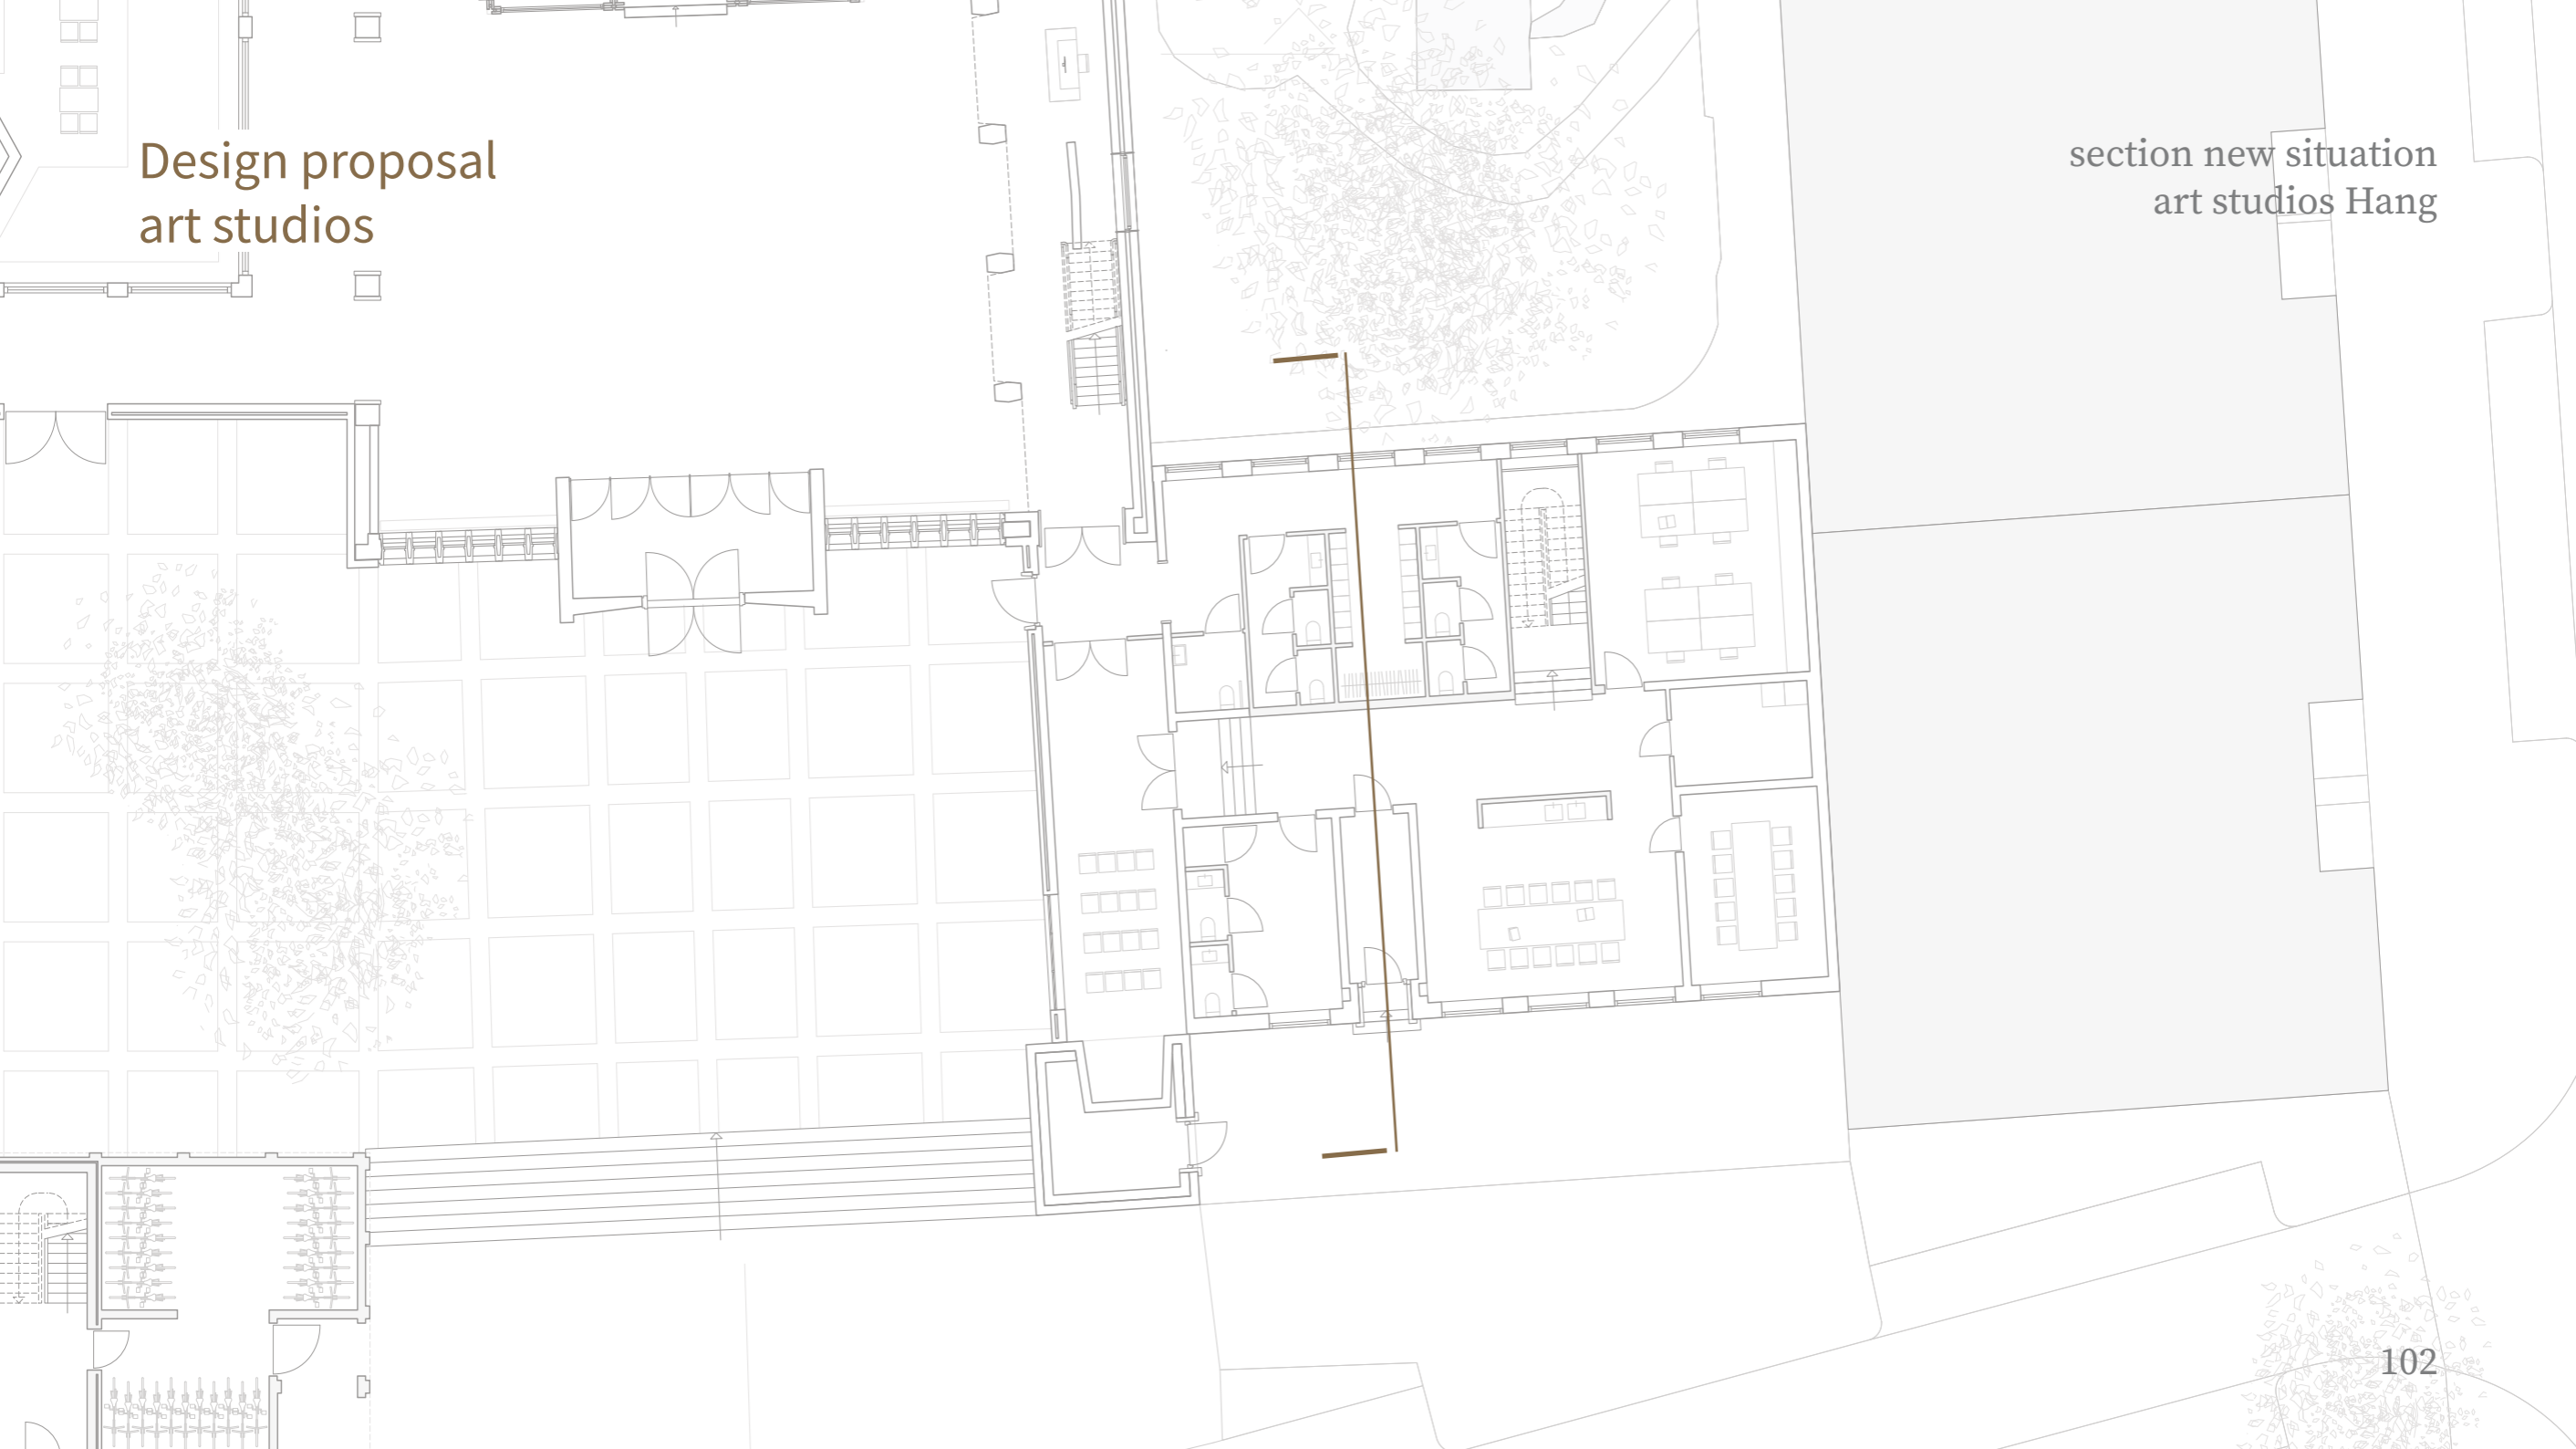 Design proposal
art studios
section new situation
art studios Hang
102